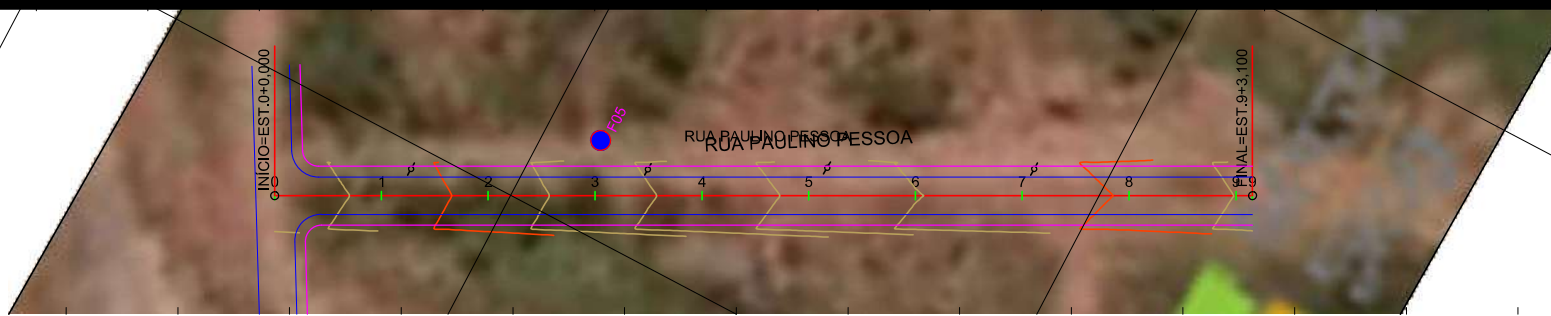 INÍCIO=EST.0+0,000
FINAL=EST.9+3,100
F05
RUA PAULINO PESSOA
RUA PAULINO PESSOA
0 1 2 3 4 5 6 7 8 9 9